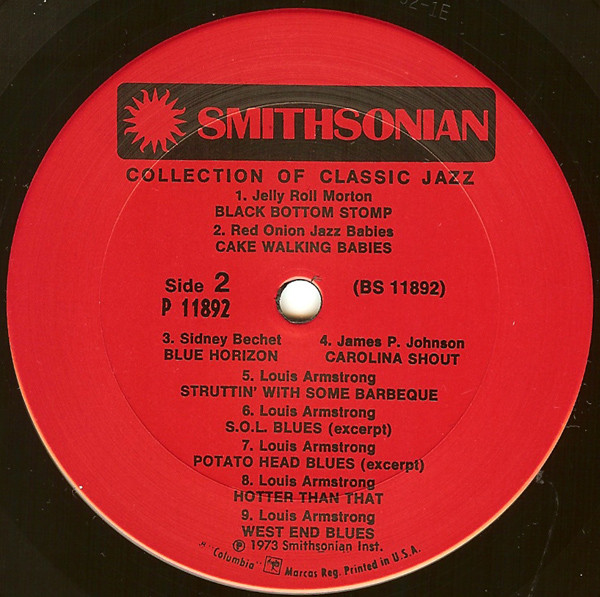 SMITHSONIAN
COLLECTION OF CLASSIC JAZZ
1. Jelly Roll Morton
BLACK BOTTOM STOMP
2. Red Onion Jazz Babies
CAKE WALKING BABIES
Side 2
P 11892
(BS 11892)
3. Sidney Bechet
BLUE HORIZON
4. James P. Johnson
CAROLINA SHOUT
5. Louis Armstrong
STRUTTIN' WITH SOME BARBEQUE
6. Louis Armstrong
S.O.L. BLUES (excerpt)
7. Louis Armstrong
POTATO HEAD BLUES (excerpt)
8. Louis Armstrong
HOTTER THAN THAT
9. Louis Armstrong
WEST END BLUES
℗ 1973 Smithsonian Inst.
"Columbia" Marcas Reg. Printed in U.S.A.